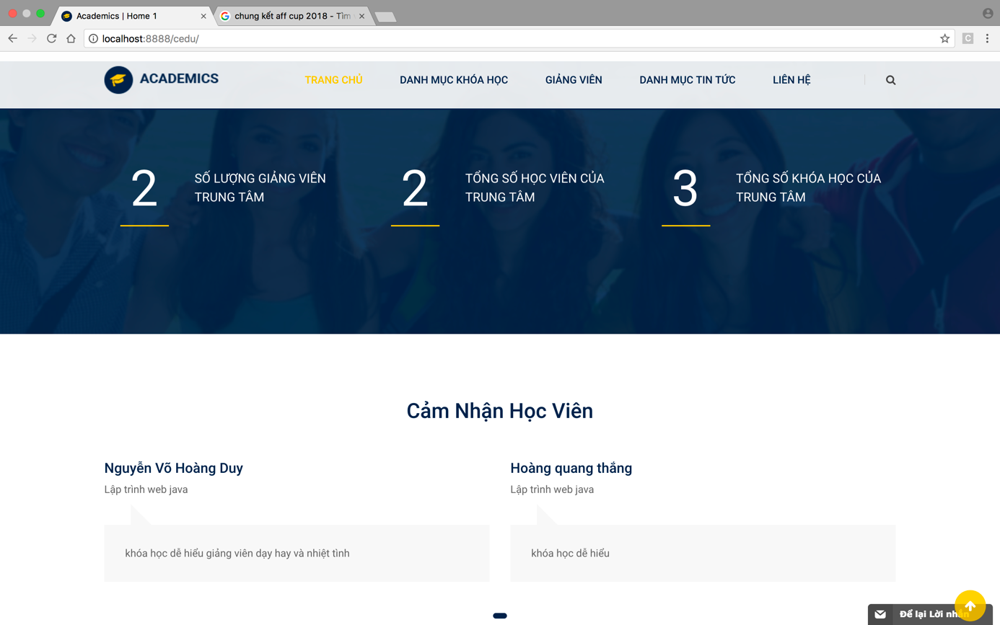 Academics | Home 1
chung kết aff cup 2018 - Tìm
localhost:8888/cedu/
C
ACADEMICS
TRANG CHỦ
DANH MỤC KHÓA HỌC
GIẢNG VIÊN
DANH MỤC TIN TỨC
LIÊN HỆ
2
SỐ LƯỢNG GIẢNG VIÊN
TRUNG TÂM
2
TỔNG SỐ HỌC VIÊN CỦA
TRUNG TÂM
3
TỔNG SỐ KHÓA HỌC CỦA
TRUNG TÂM
Cảm Nhận Học Viên
Nguyễn Võ Hoàng Duy
Lập trình web java
khóa học dễ hiểu giảng viên dạy hay và nhiệt tình
Hoàng quang thắng
Lập trình web java
khóa học dễ hiểu
Để lại Lời nhắn